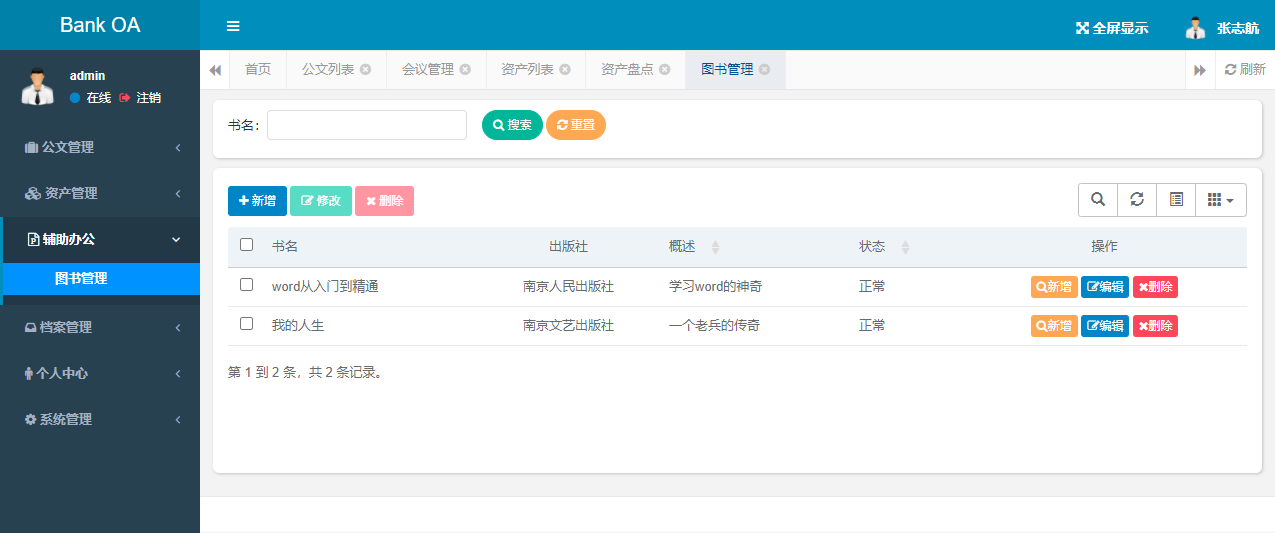 Bank OA
全屏显示 张志航
admin
在线 注销
首页 公文列表 会议管理 资产列表 资产盘点 图书管理 刷新
公文管理
资产管理
辅助办公
图书管理
档案管理
个人中心
系统管理
书名： 搜索 重置
新增 修改 删除
书名 出版社 概述 状态 操作
word从入门到精通 南京人民出版社 学习word的神奇 正常 新增 编辑 删除
我的人生 南京文艺出版社 一个老兵的传奇 正常 新增 编辑 删除
第 1 到 2 条，共 2 条记录。